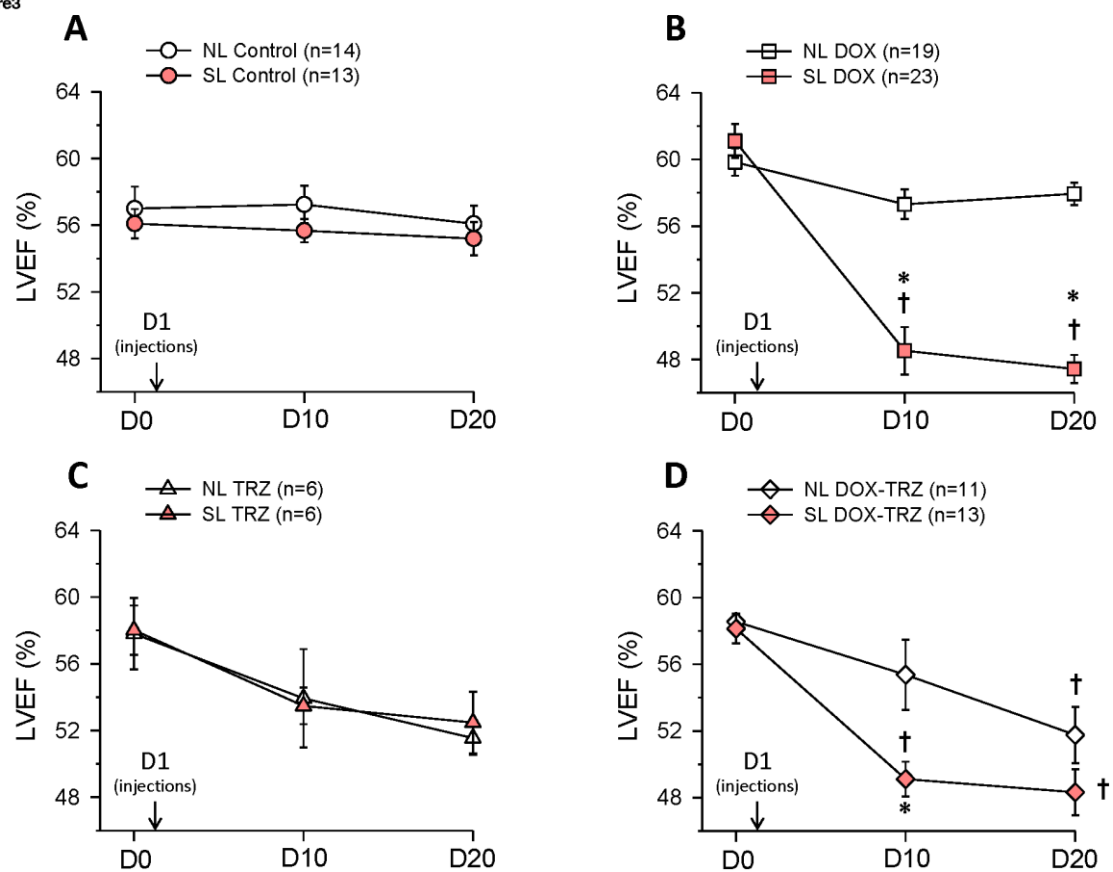 re3
A
NL Control (n=14)
SL Control (n=13)
64
60
56
52
48
LVEF (%)
D1
(injections)
D0
D10
D20
B
NL DOX (n=19)
SL DOX (n=23)
64
60
56
52
48
LVEF (%)
D1
(injections)
*
†
*
†
D0
D10
D20
C
NL TRZ (n=6)
SL TRZ (n=6)
64
60
56
52
48
LVEF (%)
D1
(injections)
D0
D10
D20
D
NL DOX-TRZ (n=11)
SL DOX-TRZ (n=13)
64
60
56
52
48
LVEF (%)
D1
(injections)
†
*
†
†
D0
D10
D20